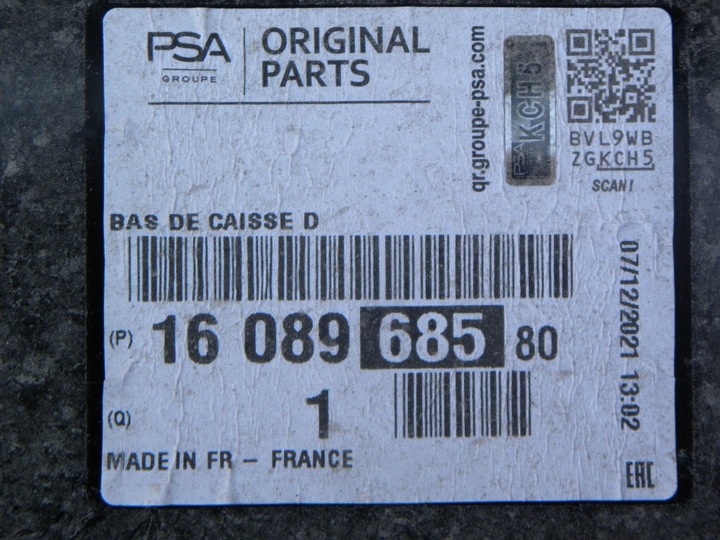 PSA
GROUPE
ORIGINAL
PARTS
qr.groupe-psa.com
PSA KCH5
BVL9WB
ZGKCH5
SCAN!
BAS DE CAISSE D
(P) 16 089 685 80
(Q) 1
07/12/2021 13:02
MADE IN FR - FRANCE
EAC